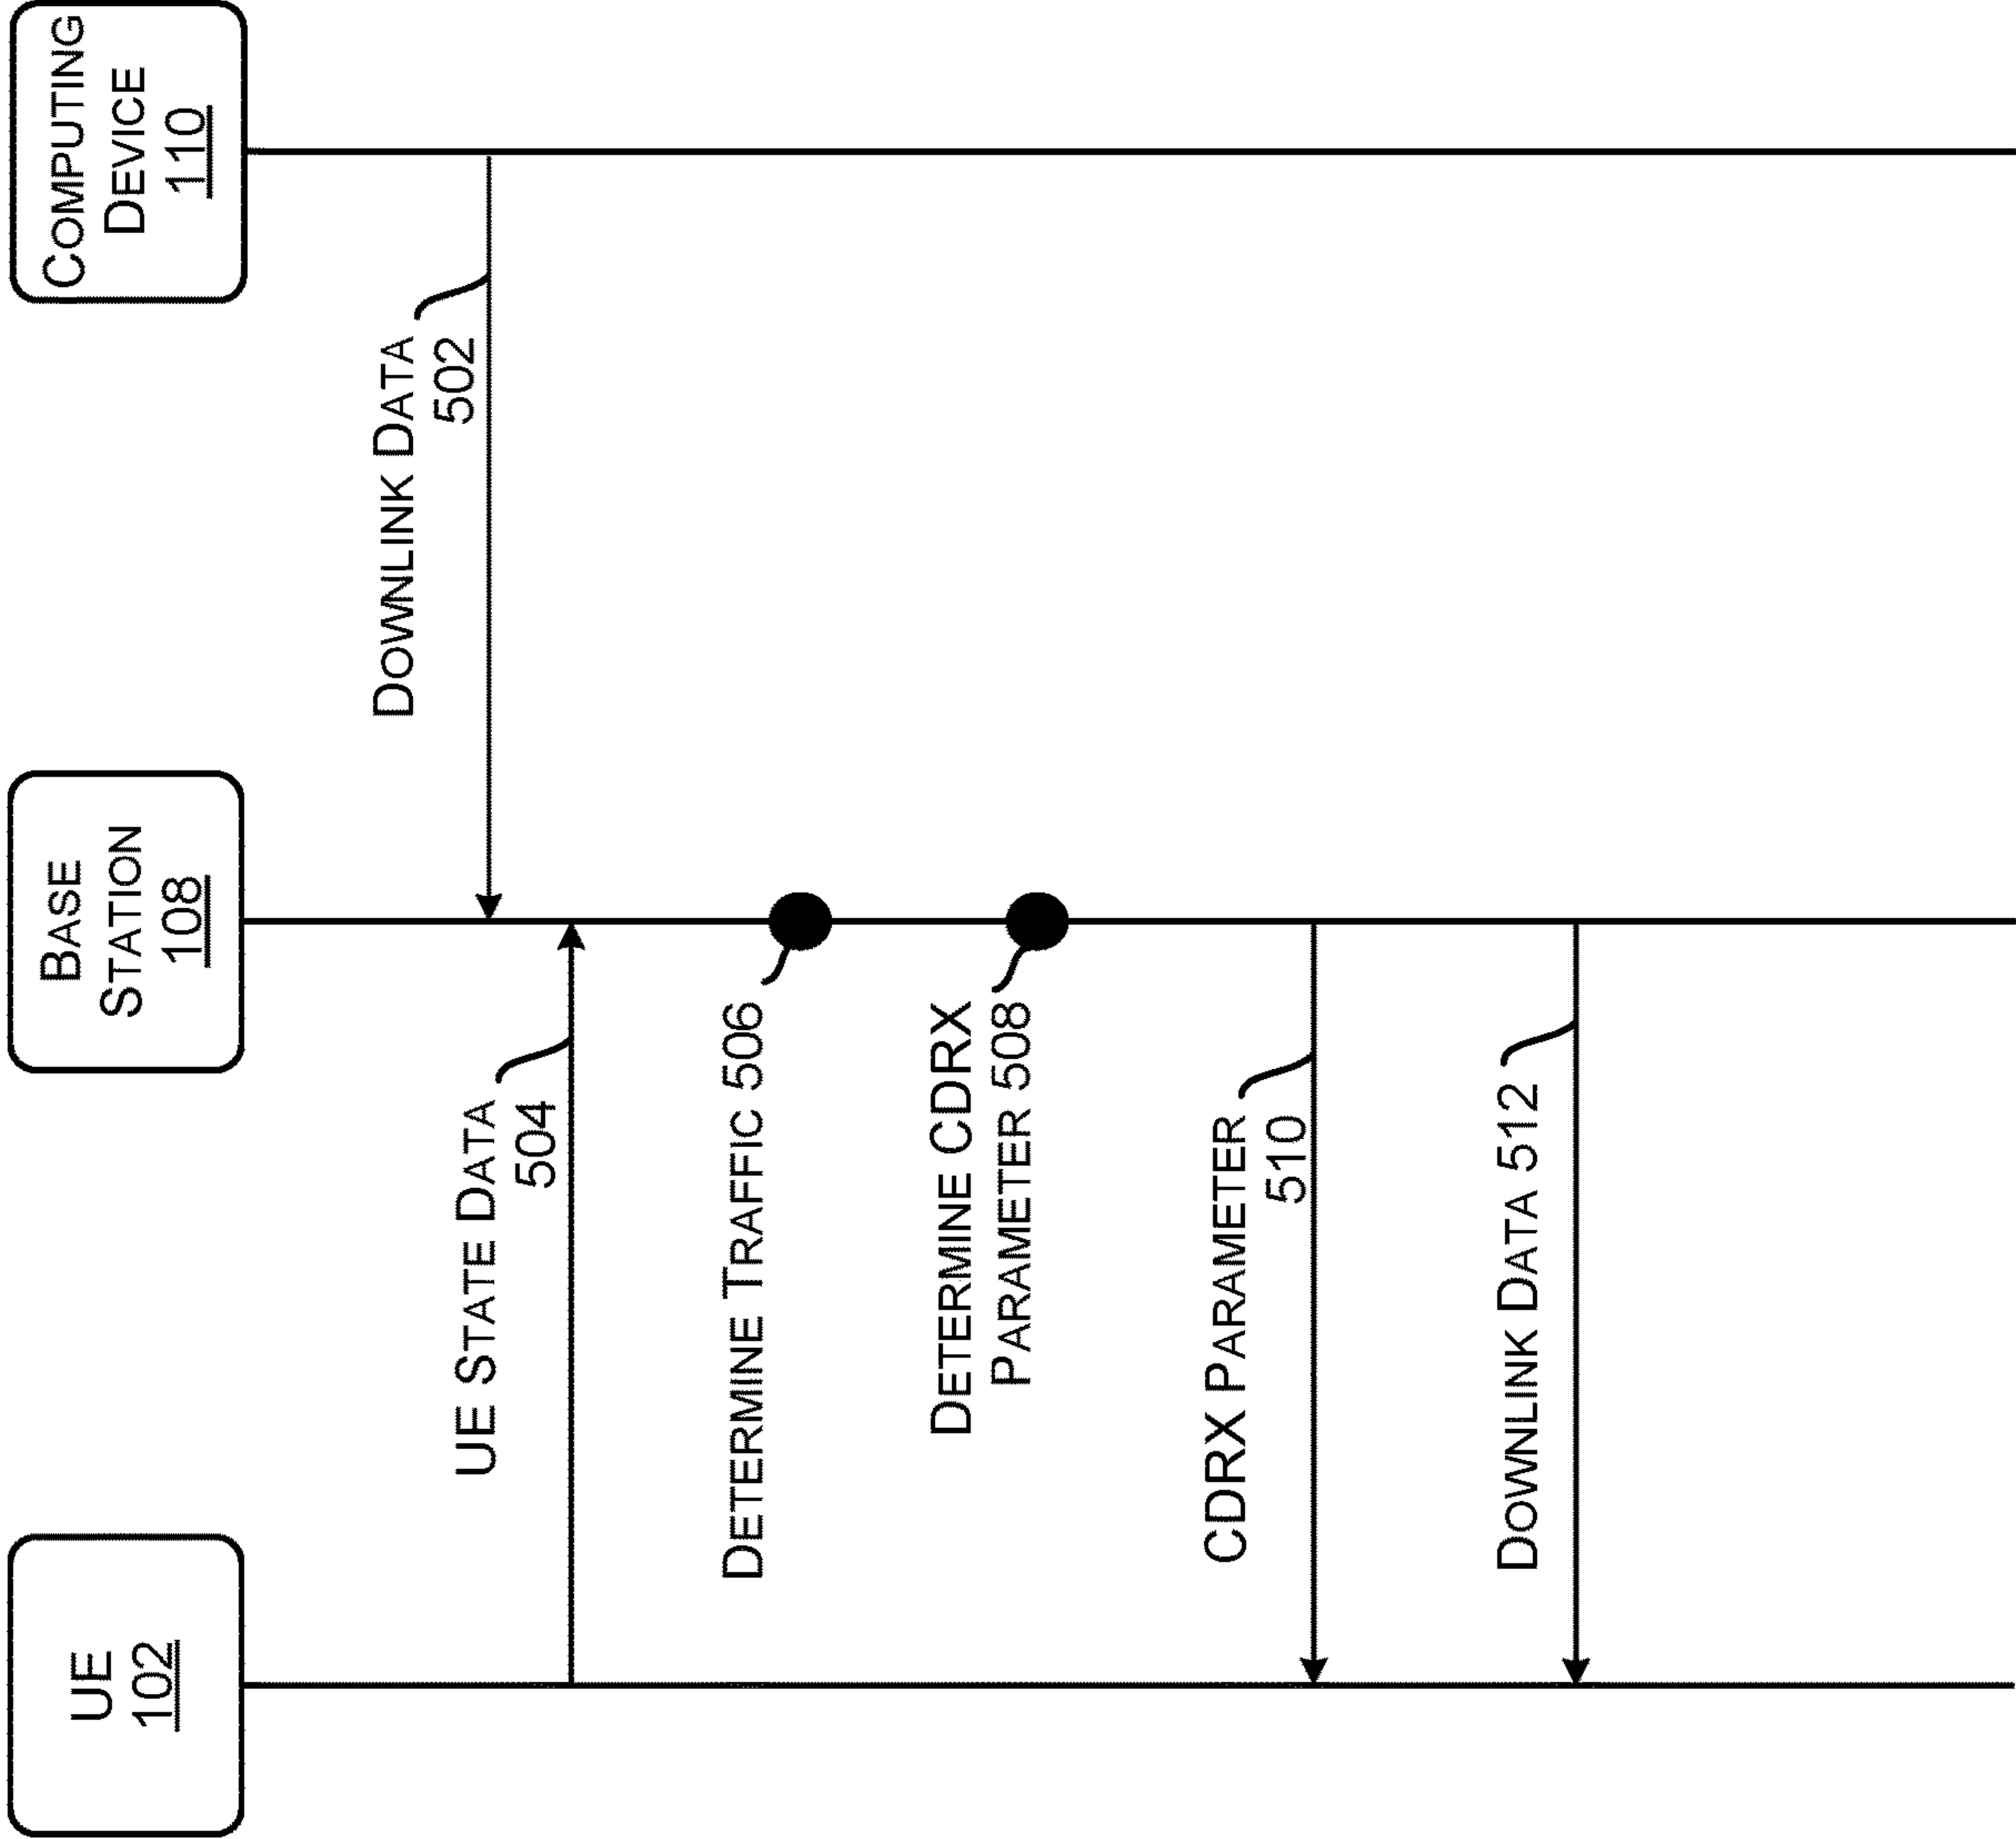 UE
102
BASE
STATION
108
COMPUTING
DEVICE
110
DOWNLINK DATA
502
UE STATE DATA
504
DETERMINE TRAFFIC 506
DETERMINE CDRX
PARAMETER 508
CDRX PARAMETER
510
DOWNLINK DATA 512